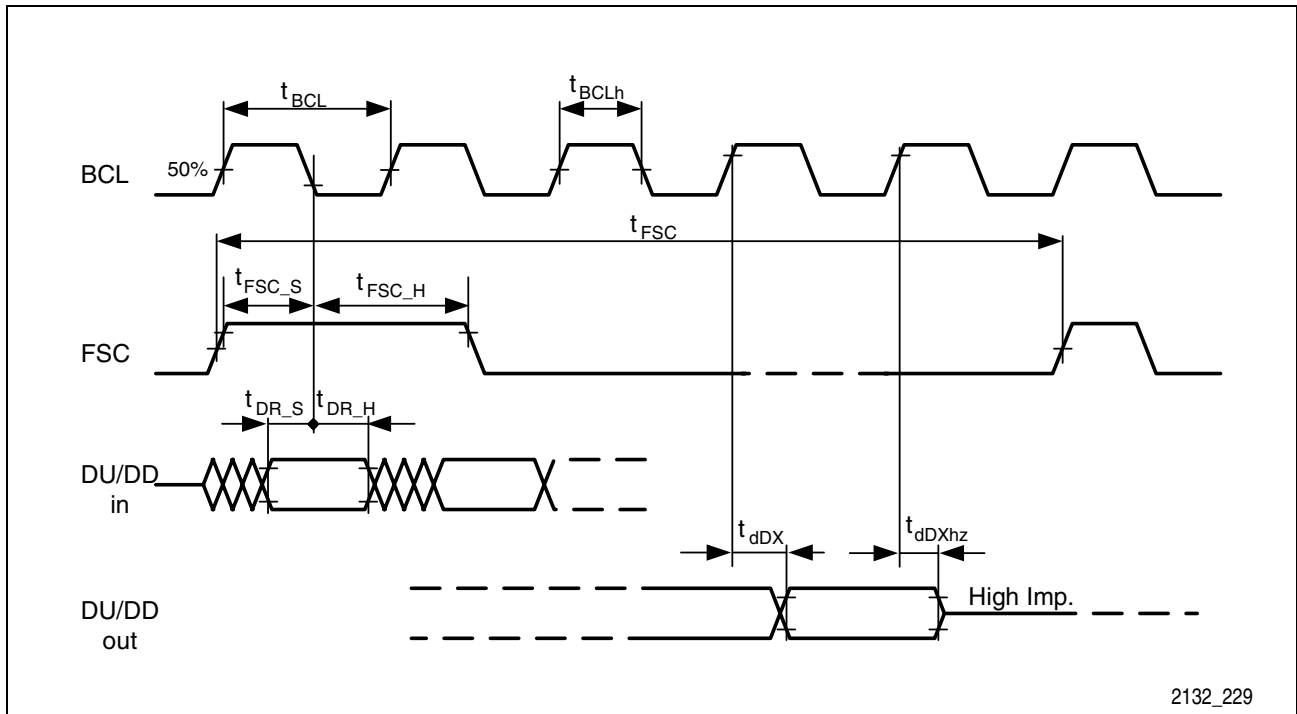 t BCL
t BCLh
BCL
50%
t FSC
t FSC_S
t FSC_H
FSC
t DR_S
t DR_H
DU/DD
in
t dDX
t dDXhz
High Imp.
DU/DD
out
2132_229